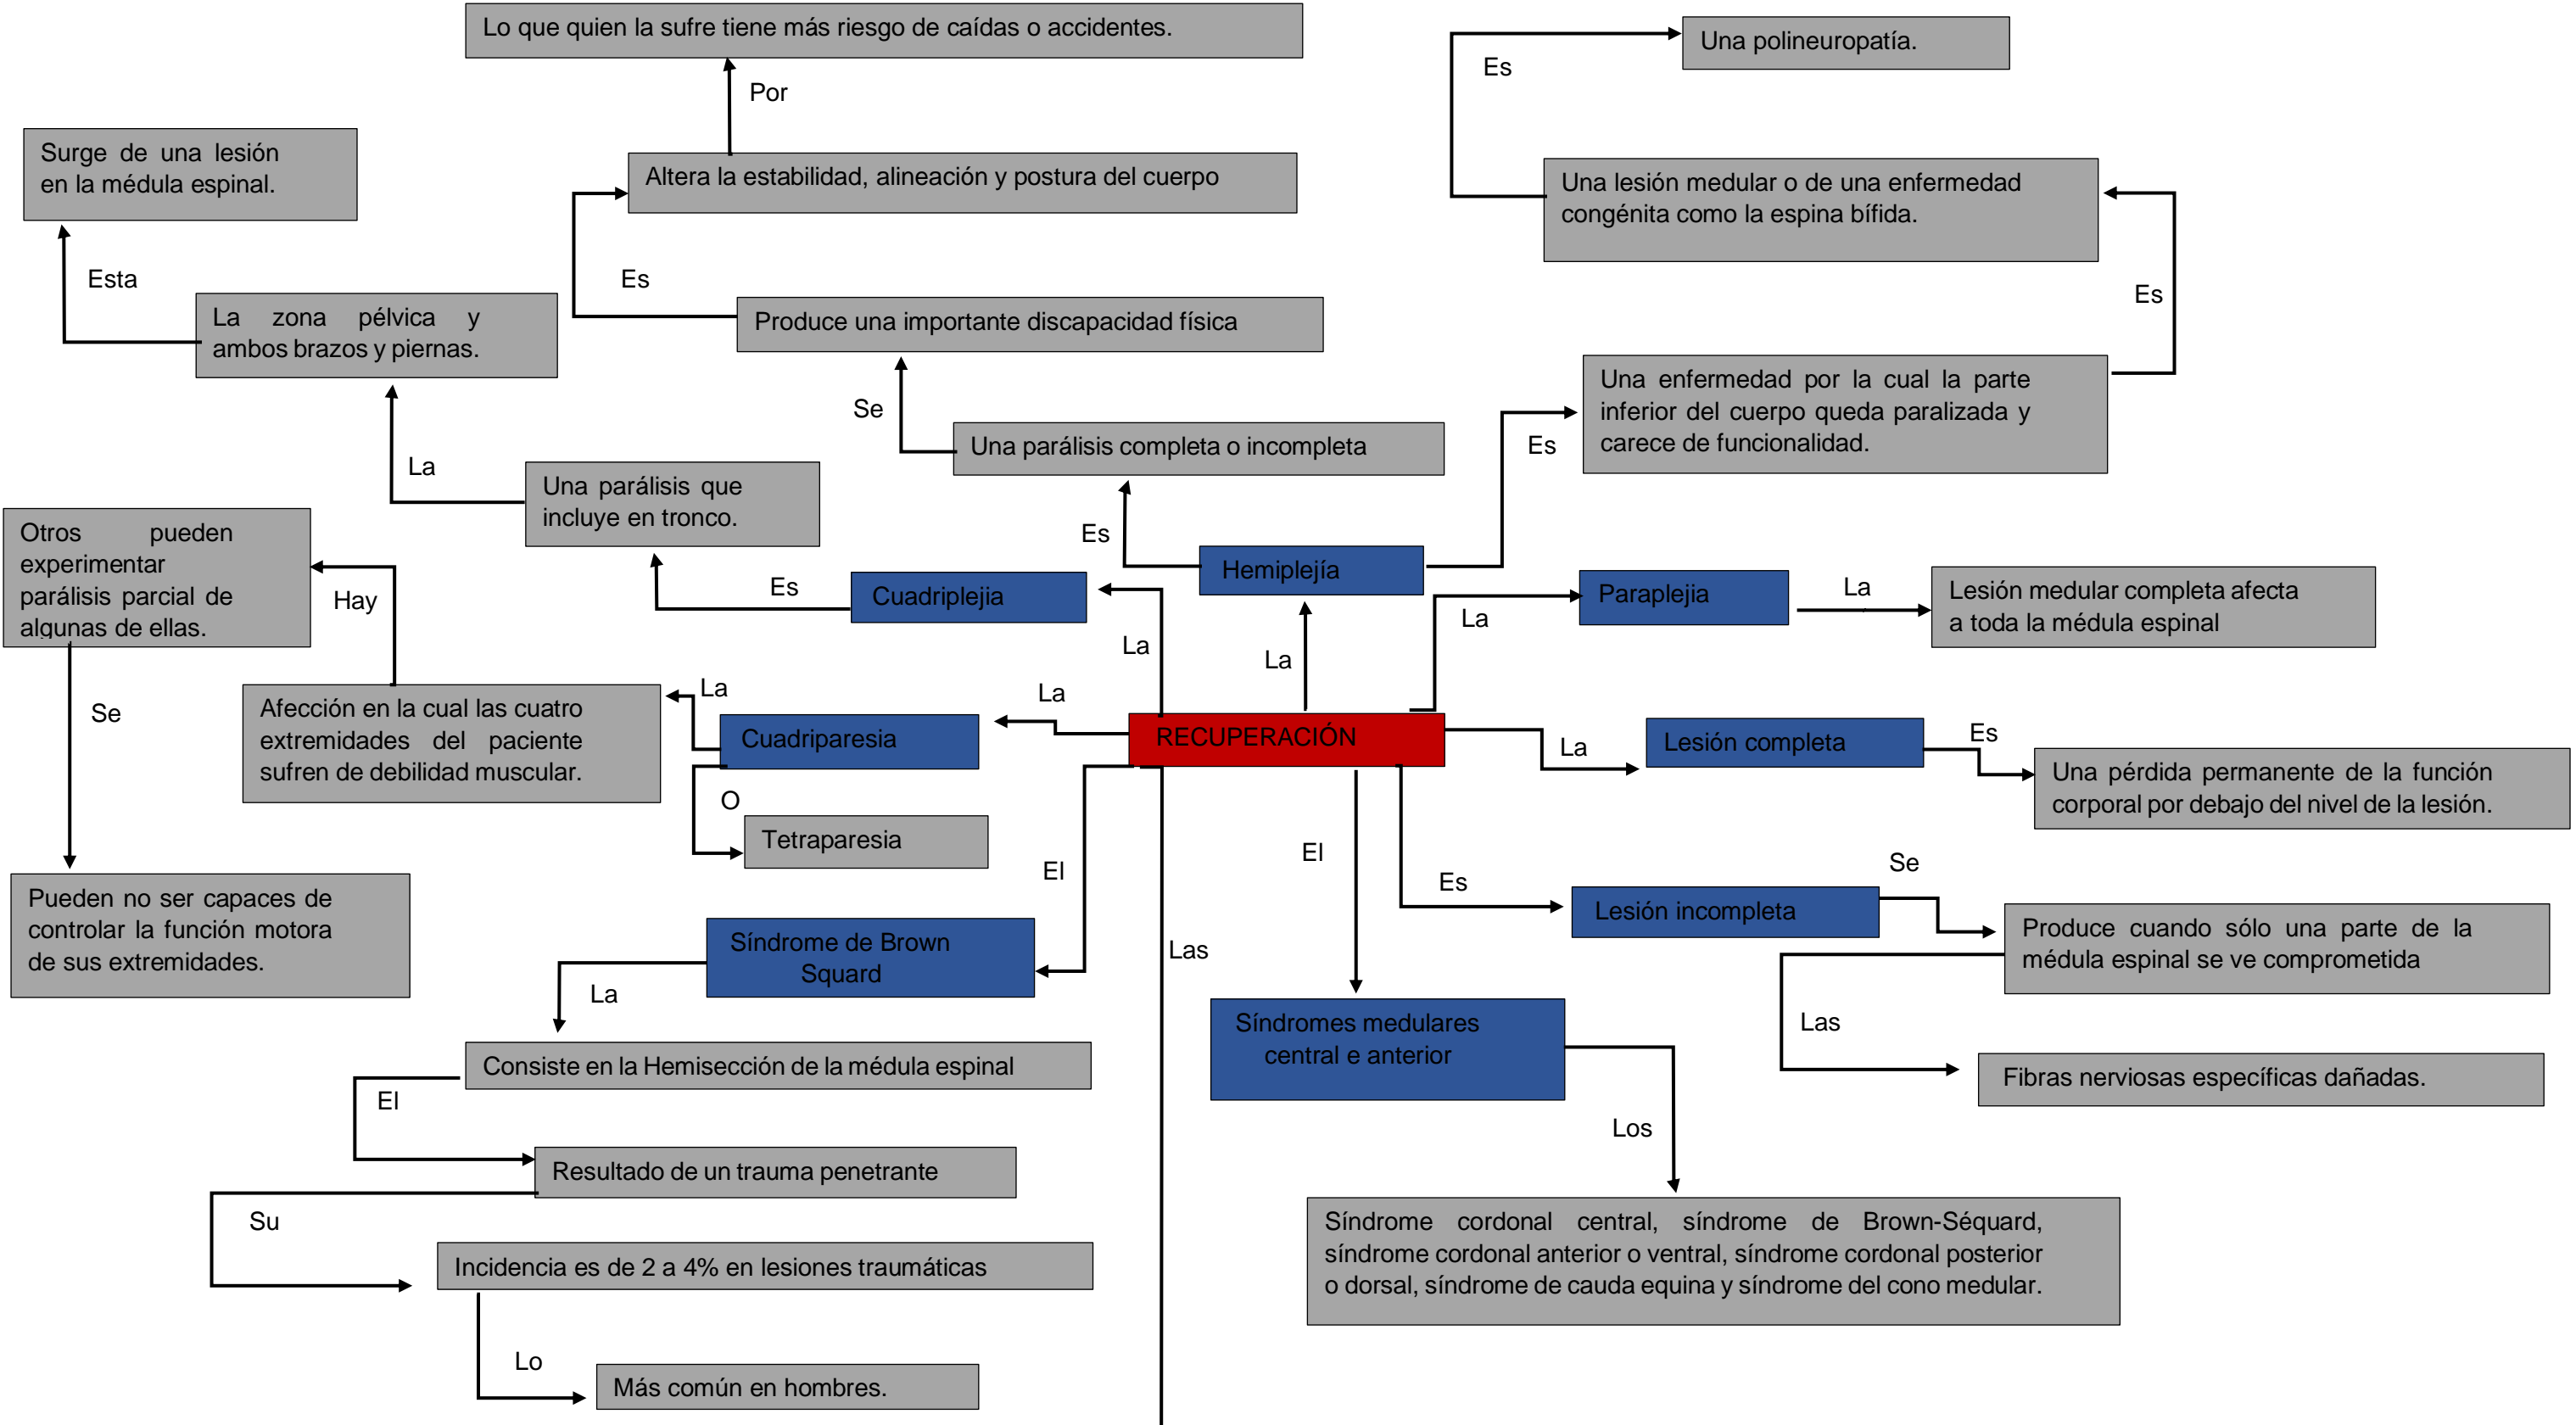 Lo que quien la sufre tiene más riesgo de caídas o accidentes.
Una polineuropatía.
Es
Por
Surge de una lesión
en la médula espinal.
Altera la estabilidad, alineación y postura del cuerpo
Una lesión medular o de una enfermedad
congénita como la espina bífida.
Esta
Es
Es
La zona pélvica y
ambos brazos y piernas.
Produce una importante discapacidad física
Una enfermedad por la cual la parte
inferior del cuerpo queda paralizada y
carece de funcionalidad.
Se
Es
Una parálisis completa o incompleta
La
Una parálisis que
incluye en tronco.
Otros pueden
experimentar
parálisis parcial de
algunas de ellas.
Es
Hemiplejía
Hay
Es
Cuadriplejia
Paraplejia
La
Lesión medular completa afecta
a toda la médula espinal
La
La
La
Se
La
La
Afección en la cual las cuatro
extremidades del paciente
sufren de debilidad muscular.
Cuadriparesia
RECUPERACIÓN
La
Lesión completa
Es
Una pérdida permanente de la función
corporal por debajo del nivel de la lesión.
O
Tetraparesia
El
El
Es
Se
Pueden no ser capaces de
controlar la función motora
de sus extremidades.
Lesión incompleta
Produce cuando sólo una parte de la
médula espinal se ve comprometida
Síndrome de Brown
Squard
Las
La
Síndromes medulares
central e anterior
Las
Consiste en la Hemisección de la médula espinal
Fibras nerviosas específicas dañadas.
El
Los
Resultado de un trauma penetrante
Su
Síndrome cordonal central, síndrome de Brown-Séquard,
síndrome cordonal anterior o ventral, síndrome cordonal posterior
o dorsal, síndrome de cauda equina y síndrome del cono medular.
Incidencia es de 2 a 4% en lesiones traumáticas
Lo
Más común en hombres.